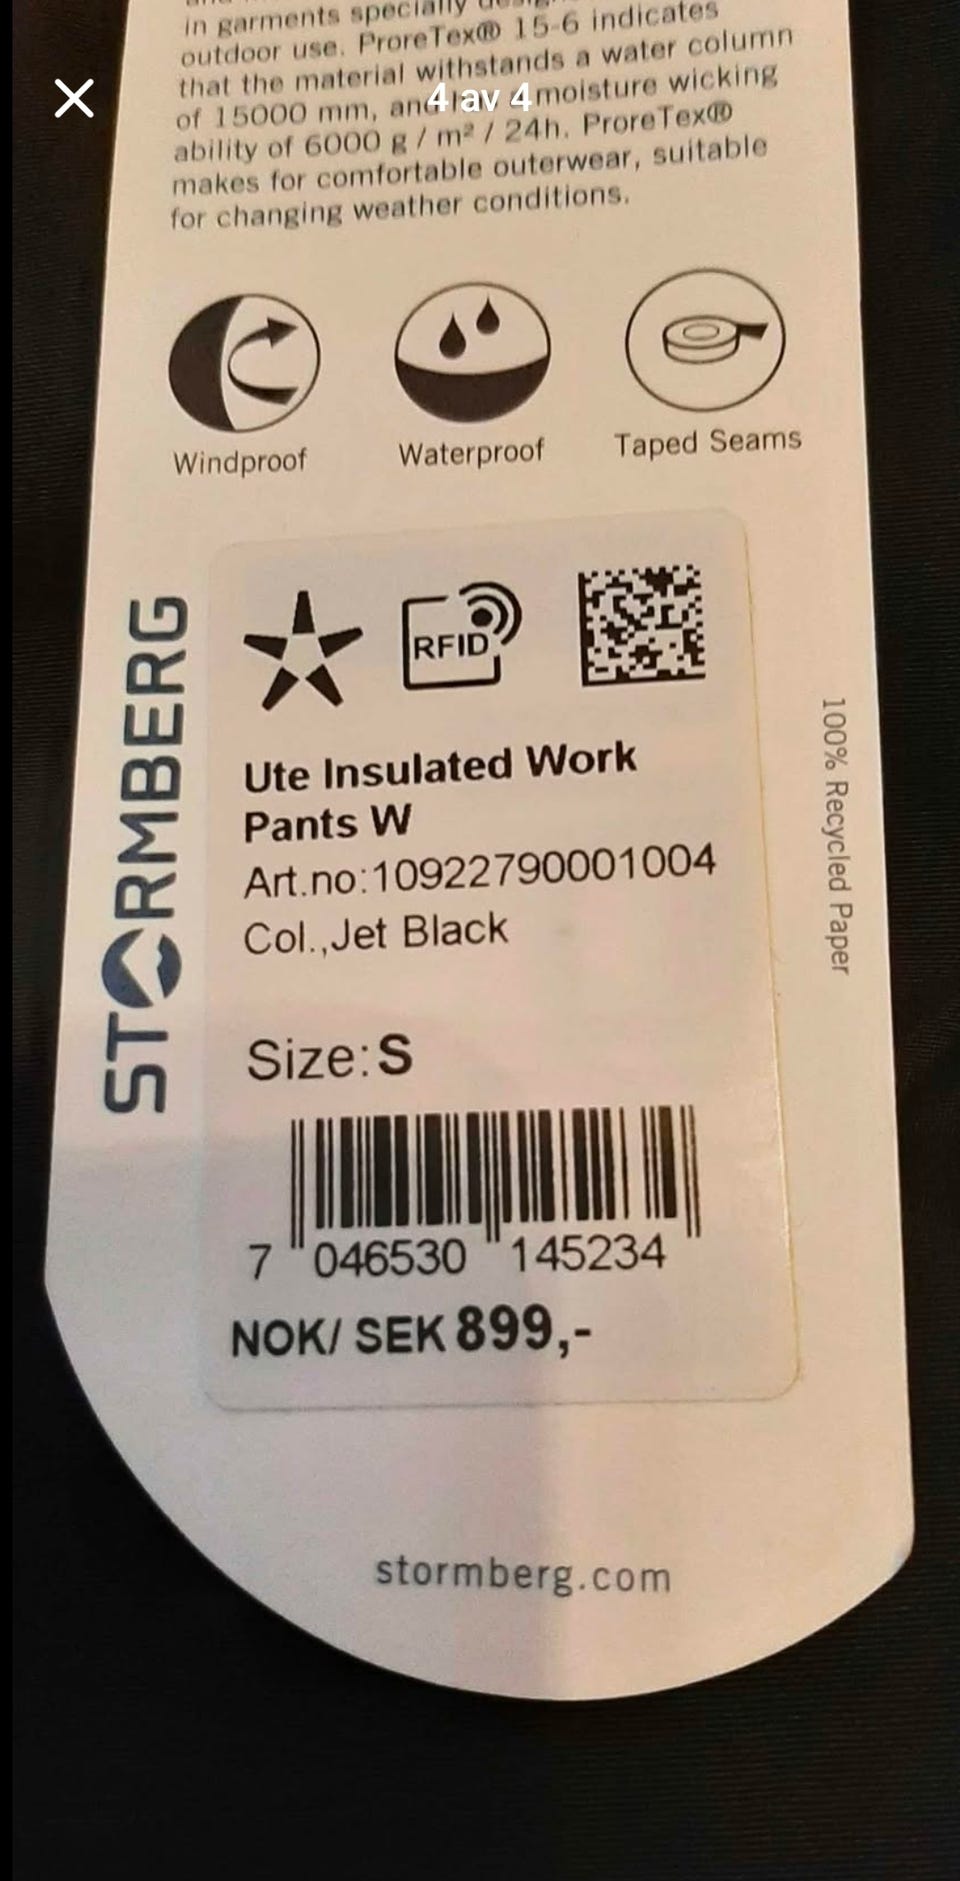 in garments specially
outdoor use. ProreTex® 15-6 indicates
that the material withstands a water column
of 15000 mm, and moisture wicking
4 av 4
ability of 6000 g / m² / 24h. ProreTex®
makes for comfortable outerwear, suitable
for changing weather conditions.
Windproof
Waterproof
Taped Seams
STORMBERG
RFID
100% Recycled Paper
Ute Insulated Work
Pants W
Art.no:10922790001004
Col.,Jet Black
Size:S
7 046530 145234
NOK/ SEK 899,-
stormberg.com